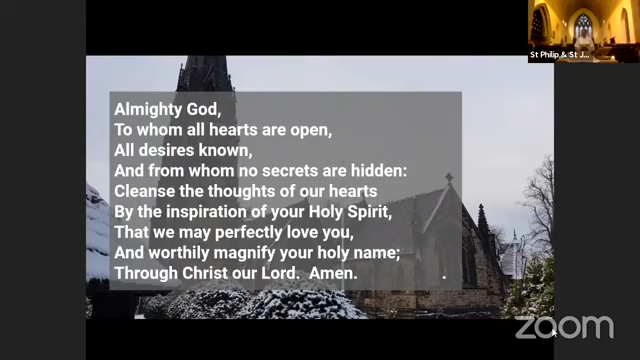 St Philip & St J...
Almighty God,
To whom all hearts are open,
All desires known,
And from whom no secrets are hidden:
Cleanse the thoughts of our hearts
By the inspiration of your Holy Spirit,
That we may perfectly love you,
And worthily magnify your holy name;
Through Christ our Lord.  Amen.                    .
zoom